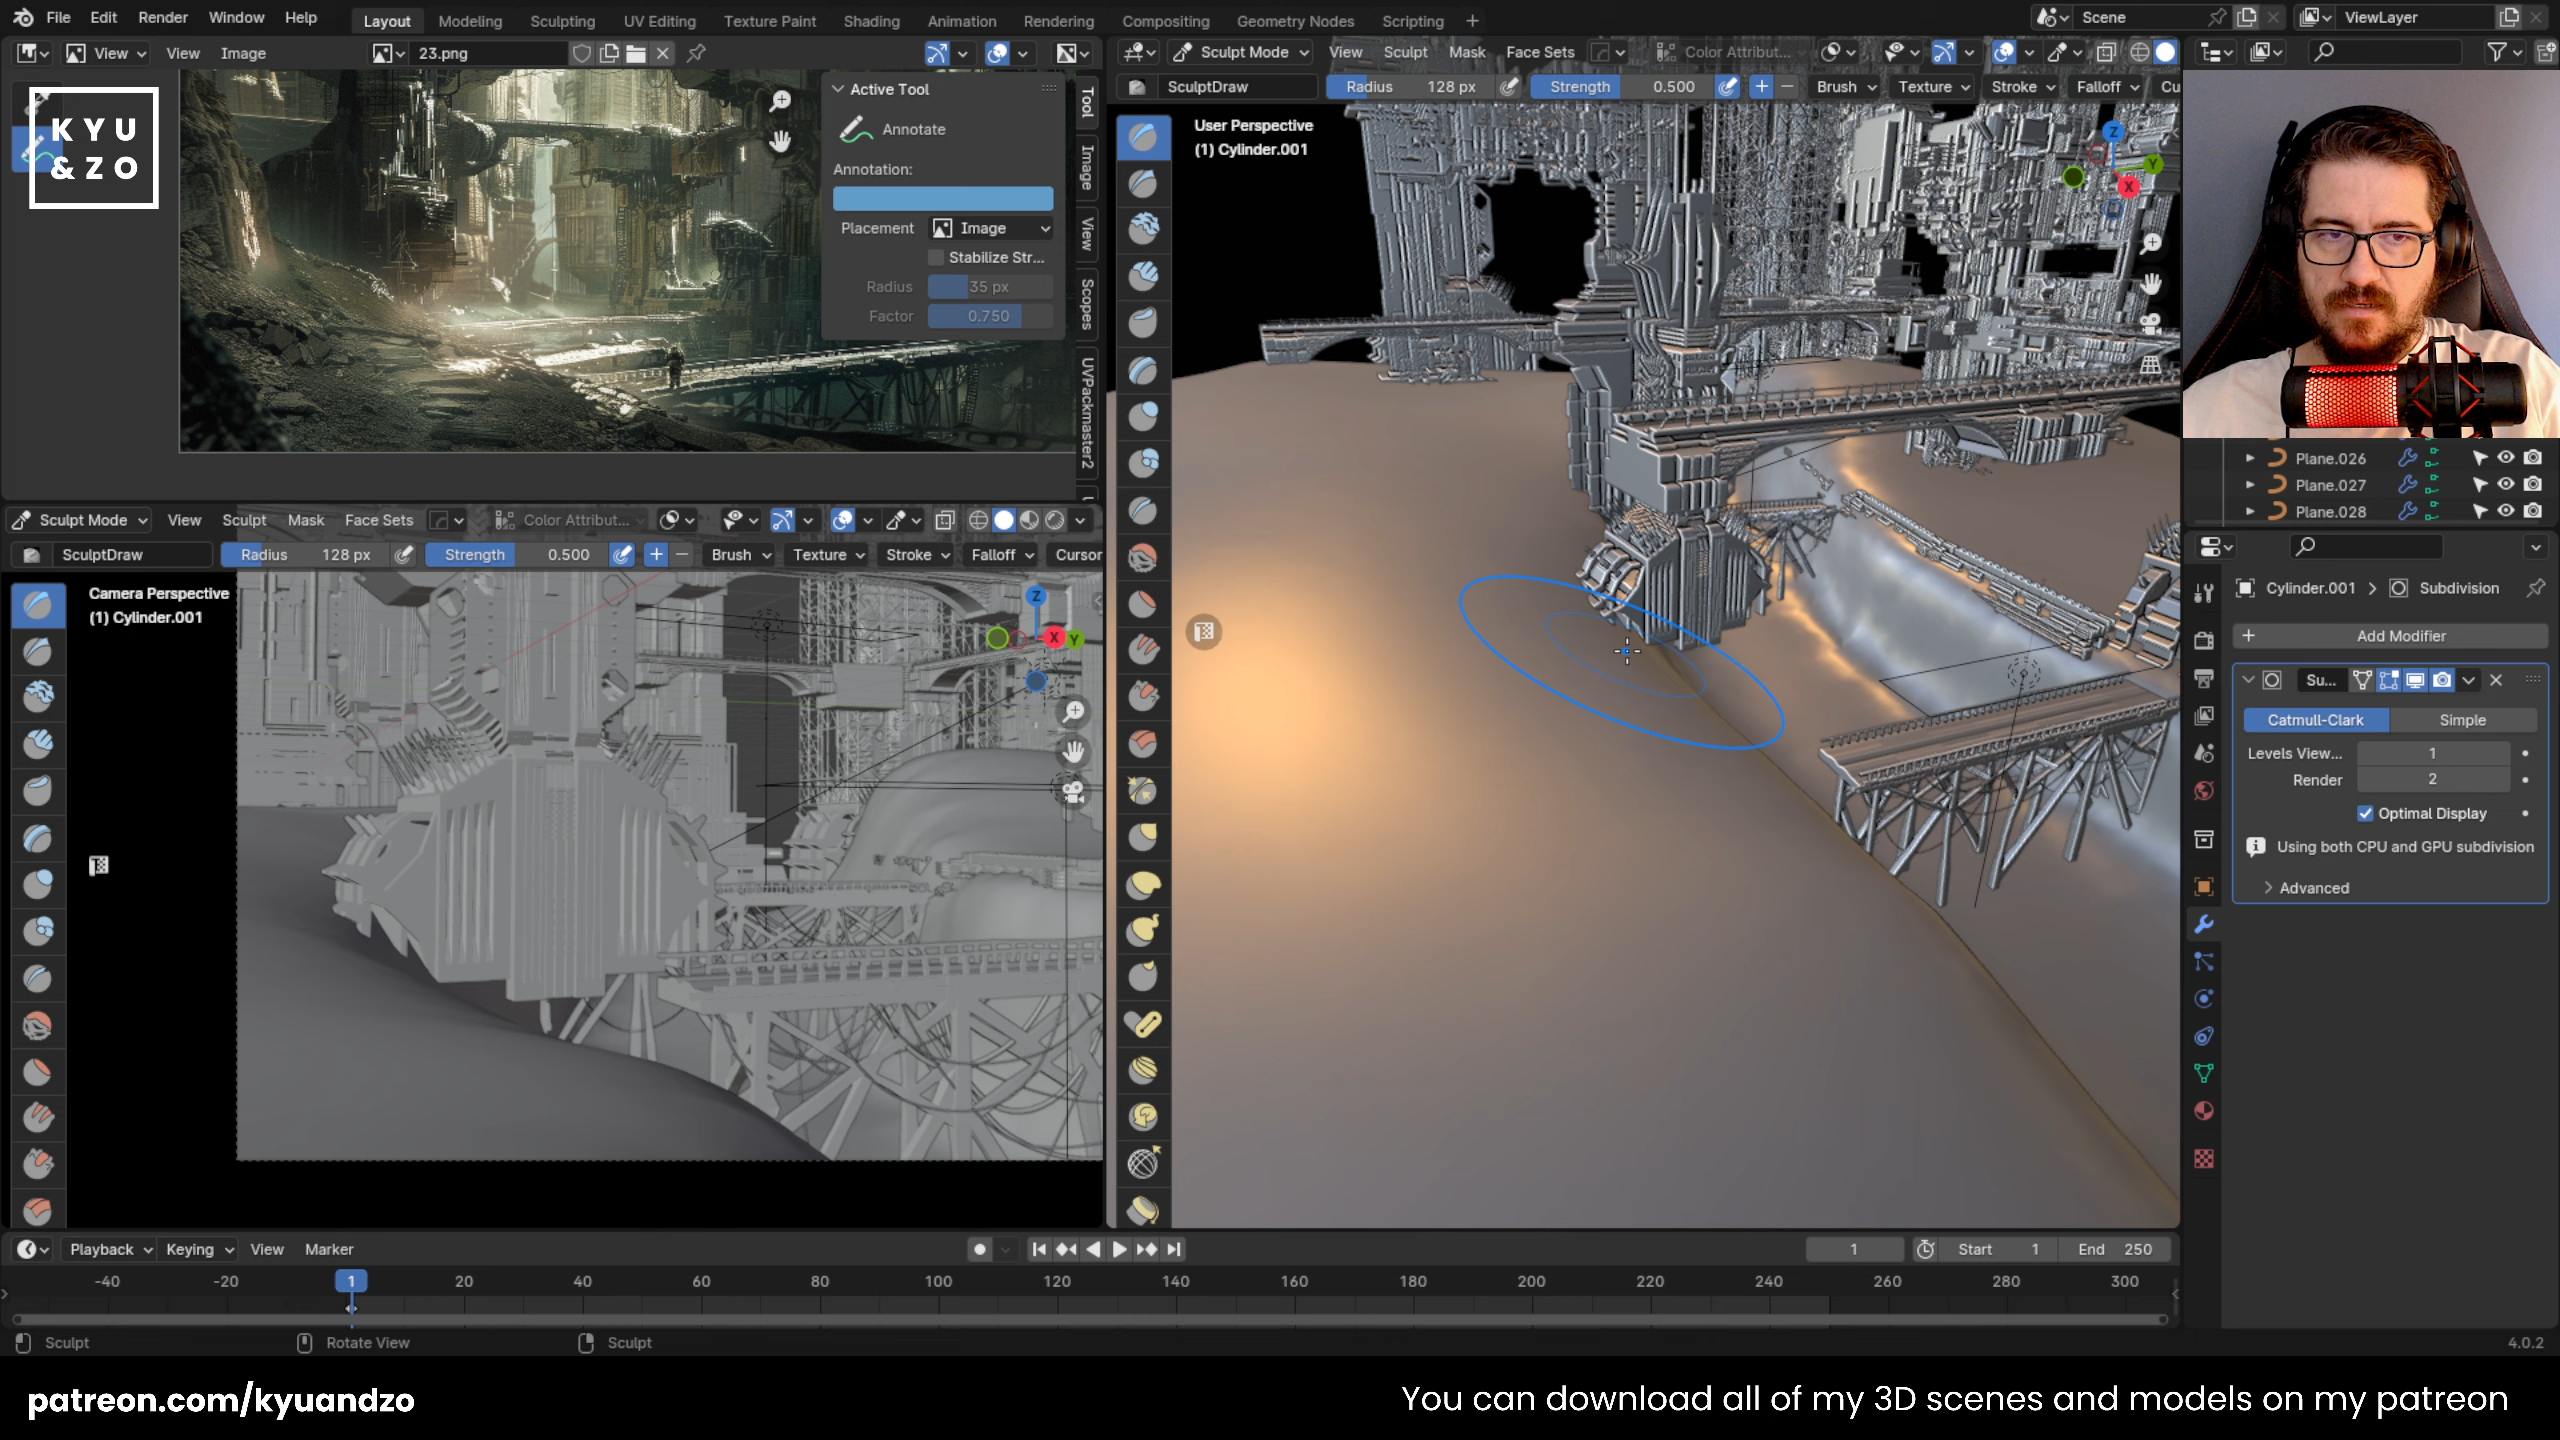 File Edit Render Window Help Layout Modeling Sculpting UV Editing Texture Paint Shading Animation Rendering Compositing Geometry Nodes Scripting Scene ViewLayer
View View Image 23.png
KYU
&ZO
Active Tool
Annotate
Annotation:
Placement Image
Stabilize Str...
Radius 35 px
Factor 0.750
Tool
Image
View
Scopes
UVPackmaster2
Sculpt Mode View Sculpt Mask Face Sets Color Attribut...
SculptDraw Radius 128 px Strength 0.500 Brush Texture Stroke Falloff Cu
User Perspective
(1) Cylinder.001
Z
Y
X
Sculpt Mode View Sculpt Mask Face Sets Color Attribut...
SculptDraw Radius 128 px Strength 0.500 Brush Texture Stroke Falloff Cursor
Camera Perspective
(1) Cylinder.001
Z
X Y
Plane.026
Plane.027
Plane.028
Cylinder.001 > Subdivision
Add Modifier
Su...
Catmull-Clark Simple
Levels View... 1
Render 2
Optimal Display
Using both CPU and GPU subdivision
Advanced
Playback Keying View Marker 1 Start 1 End 250
-40 -20 1 20 40 60 80 100 120 140 160 180 200 220 240 260 280 300
Sculpt Rotate View Sculpt 4.0.2
patreon.com/kyuandzo
You can download all of my 3D scenes and models on my patreon